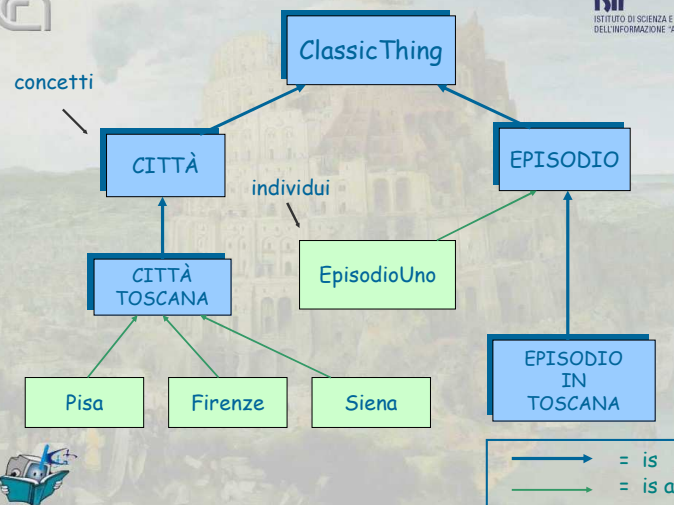 ISTITUTO DI SCIENZA E
DELL'INFORMAZIONE "A
ClassicThing
concetti
CITTÀ
EPISODIO
individui
EpisodioUno
CITTÀ
TOSCANA
EPISODIO
IN
TOSCANA
Pisa
Firenze
Siena
= is
= is a